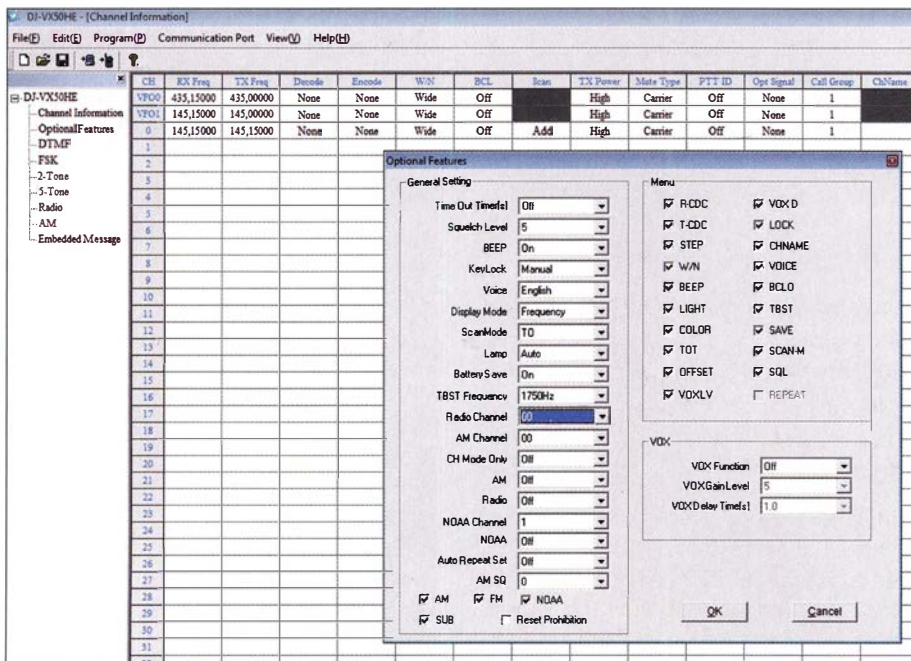 DJ-VX50HE - [Channel Information]
File(F) Edit(E) Program(P) Communication Port View(V) Help(H)
DJ-VX50HE
Channel Information
OptionalFeatures
DTMF
FSK
2-Tone
5-Tone
Radio
AM
Embedded Message
CH RX Freq TX Freq Decode Encode W/N BCL Scan TX Power Mute Type PTT ID Opt Signal Call Group ChName
VFO0 435,15000 435,00000 None None Wide Off High Carrier Off None 1
VFO1 145,15000 145,00000 None None Wide Off High Carrier Off None 1
0 145,15000 145,15000 None None Wide Off Add High Carrier Off None 1
1
2
3
4
5
6
7
8
9
10
11
12
13
14
15
16
17
18
19
20
21
22
23
24
25
26
27
28
29
30
31
Optional Features
General Setting
Time Out Timer[s] Off
Squelch Level 5
BEEP On
KeyLock Manual
Voice English
Display Mode Frequency
ScanMode TO
Lamp Auto
Battery Save On
TBST Frequency 1750Hz
Radio Channel 00
AM Channel 00
CH Mode Only Off
AM Off
Radio Off
NOAA Channel 1
NOAA Off
Auto Repeat Set Off
AM SQ 0
AM FM NOAA
SUB Reset Prohibition
Menu
R-CDC VOX D
T-CDC LOCK
STEP CHNAME
W/N VOICE
BEEP BCLO
LIGHT TBST
COLOR SAVE
TOT SCAN-M
OFFSET SQL
VOXLV REPEAT
VOX
VOX Function Off
VOX Gain Level 5
VOX Delay Time[s] 1.0
OK Cancel